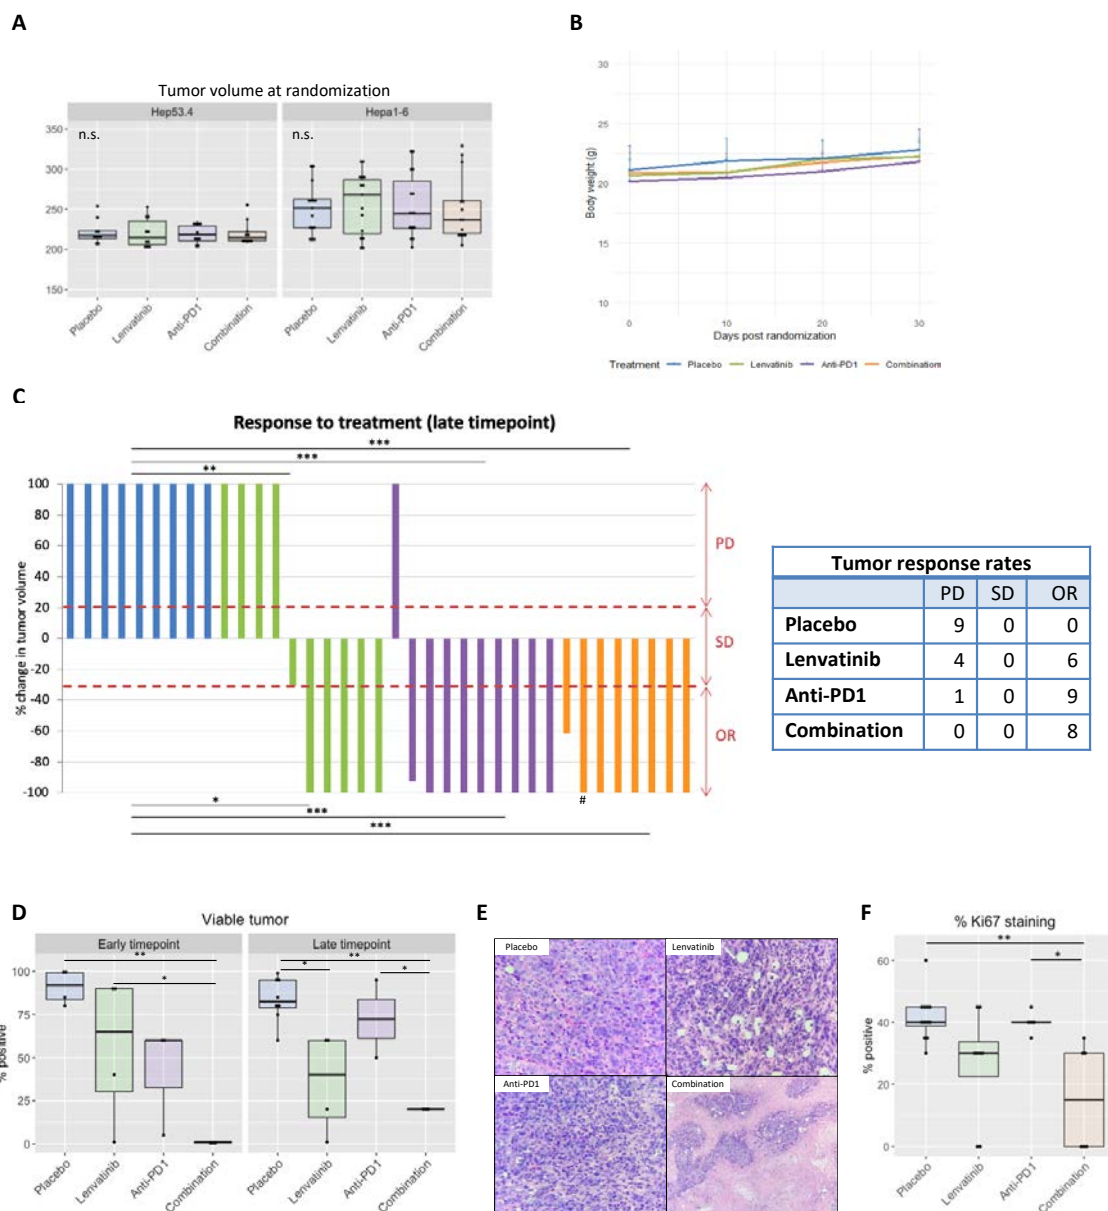 A
Tumor volume at randomization
Hep53.4
Hepa1-6
n.s.
n.s.
350
300
250
200
150
Placebo
Lenvatinib
Anti-PD1
Combination
Placebo
Lenvatinib
Anti-PD1
Combination
B
Body weight (g)
30
25
20
15
10
0
10
20
30
Days post randomization
Treatment
Placebo
Lenvatinib
Anti-PD1
Combination
C
Response to treatment (late timepoint)
***
***
**
% change in tumor volume
100
80
60
40
20
0
-20
-40
-60
-80
-100
PD
SD
OR
#
*
***
***
Tumor response rates
PD SD OR
Placebo 9 0 0
Lenvatinib 4 0 6
Anti-PD1 1 0 9
Combination 0 0 8
D
Viable tumor
Early timepoint
Late timepoint
**
*
**
*
*
% positive
100
75
50
25
0
Placebo
Lenvatinib
Anti-PD1
Combination
Placebo
Lenvatinib
Anti-PD1
Combination
E
Placebo
Lenvatinib
Anti-PD1
Combination
F
% Ki67 staining
**
*
% positive
60
40
20
0
Placebo
Lenvatinib
Anti-PD1
Combination